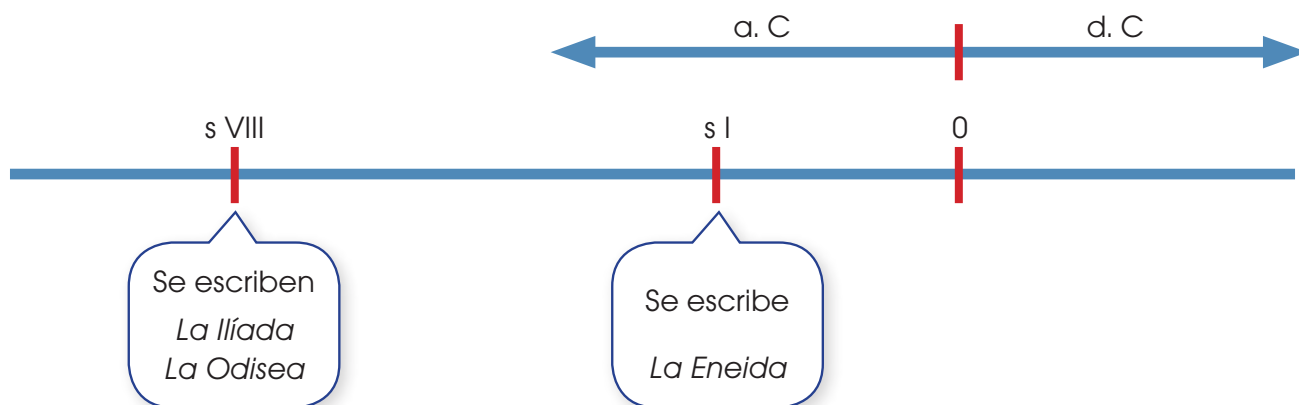 a. C
d. C
s VIII
s I
0
Se escriben
La Ilíada
La Odisea
Se escribe
La Eneida